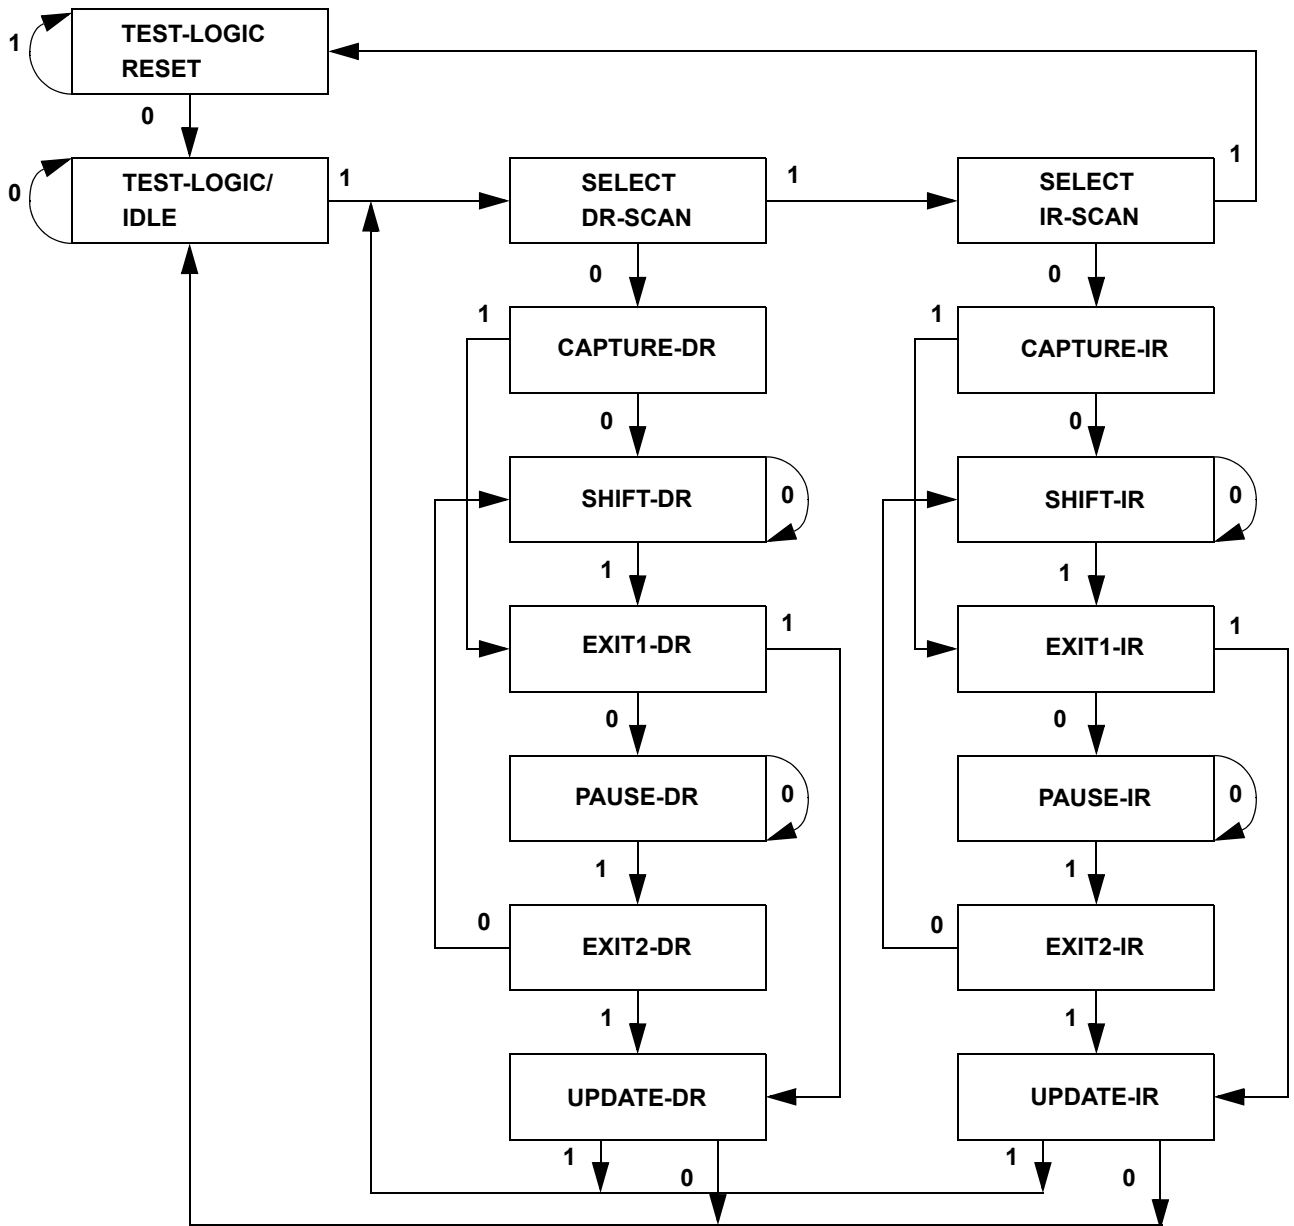 TEST-LOGIC
RESET
1
0
TEST-LOGIC/
IDLE
0
1
SELECT
DR-SCAN
1
SELECT
IR-SCAN
1
0
0
1
CAPTURE-DR
1
CAPTURE-IR
0
0
SHIFT-DR
0
SHIFT-IR
0
1
1
EXIT1-DR
1
EXIT1-IR
1
0
0
PAUSE-DR
0
PAUSE-IR
0
1
1
0
EXIT2-DR
0
EXIT2-IR
1
1
UPDATE-DR
UPDATE-IR
1
0
1
0